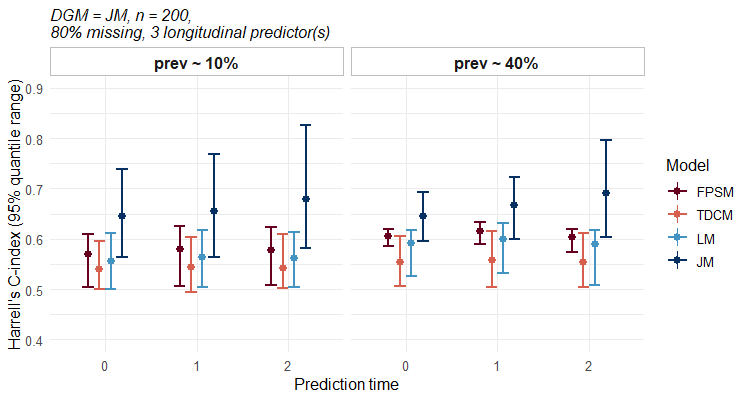 DGM = JM, n = 200,
80% missing, 3 longitudinal predictor(s)
prev ~ 10%
prev ~ 40%
Harrell's C-index (95% quantile range)
0.9
0.8
0.7
0.6
0.5
0.4
0 1 2
0 1 2
Prediction time
Model
FPSM
TDCM
LM
JM